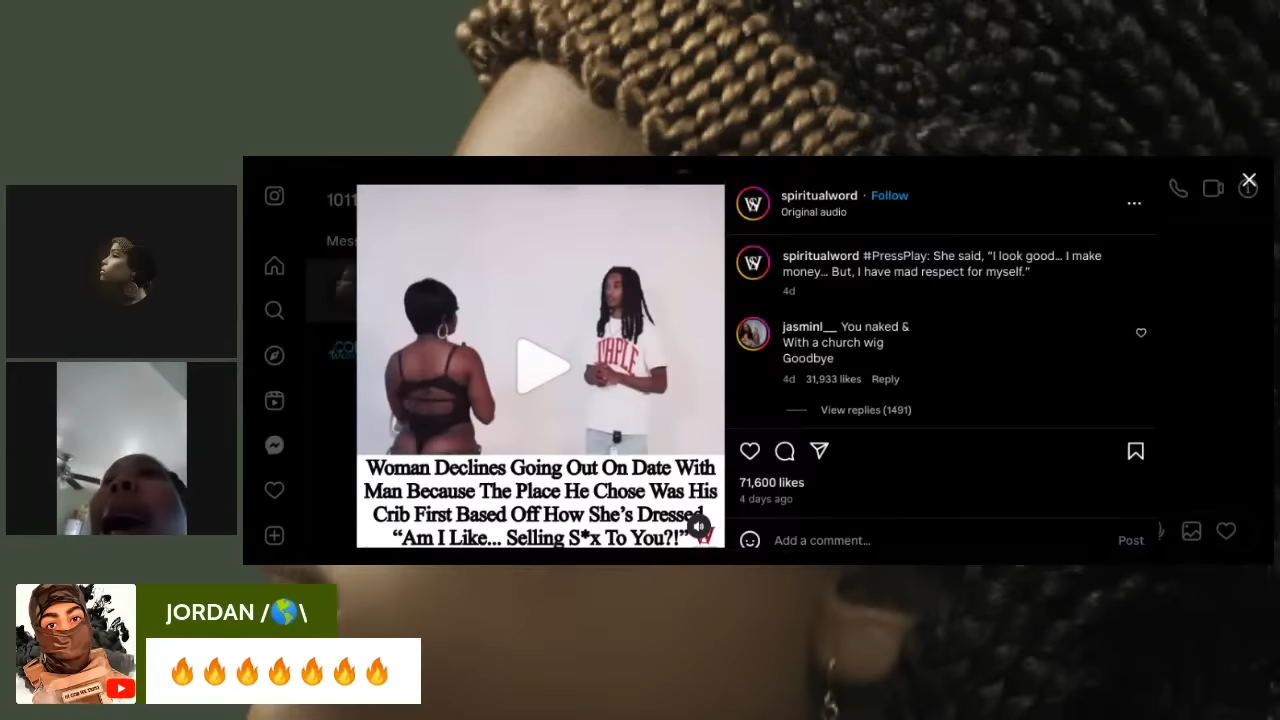 1011
Mess
spiritualword · Follow
Original audio
spiritualword #PressPlay: She said, “I look good... I make
money... But, I have mad respect for myself.”
4d
jasminl__ You naked &
With a church wig
Goodbye
4d 31,933 likes Reply
View replies (1491)
71,600 likes
4 days ago
Add a comment...
Post
Woman Declines Going Out On Date With
Man Because The Place He Chose Was His
Crib First Based Off How She’s Dressed
“Am I Like... Selling S*x To You?!”
JORDAN /🌎\
🔥🔥🔥🔥🔥🔥🔥